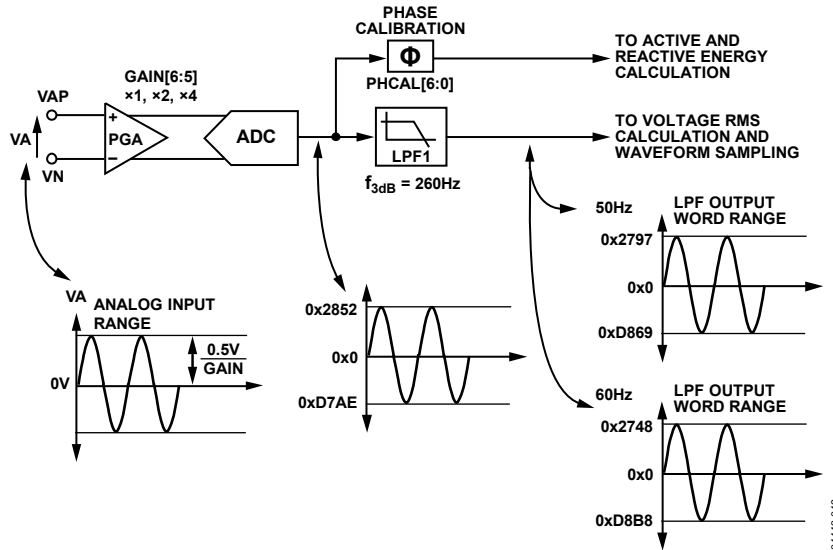 PHASE
CALIBRATION
Φ
PHCAL[6:0]
TO ACTIVE AND
REACTIVE ENERGY
CALCULATION
GAIN[6:5]
×1, ×2, ×4
VAP
+
PGA
−
VA
VN
ADC
LPF1
f3dB = 260Hz
TO VOLTAGE RMS
CALCULATION AND
WAVEFORM SAMPLING
50Hz
LPF OUTPUT
WORD RANGE
0x2797
0x0
0xD869
VA
ANALOG INPUT
RANGE
0V
0.5V
GAIN
0x2852
0x0
0xD7AE
60Hz
LPF OUTPUT
WORD RANGE
0x2748
0x0
0xD8B8